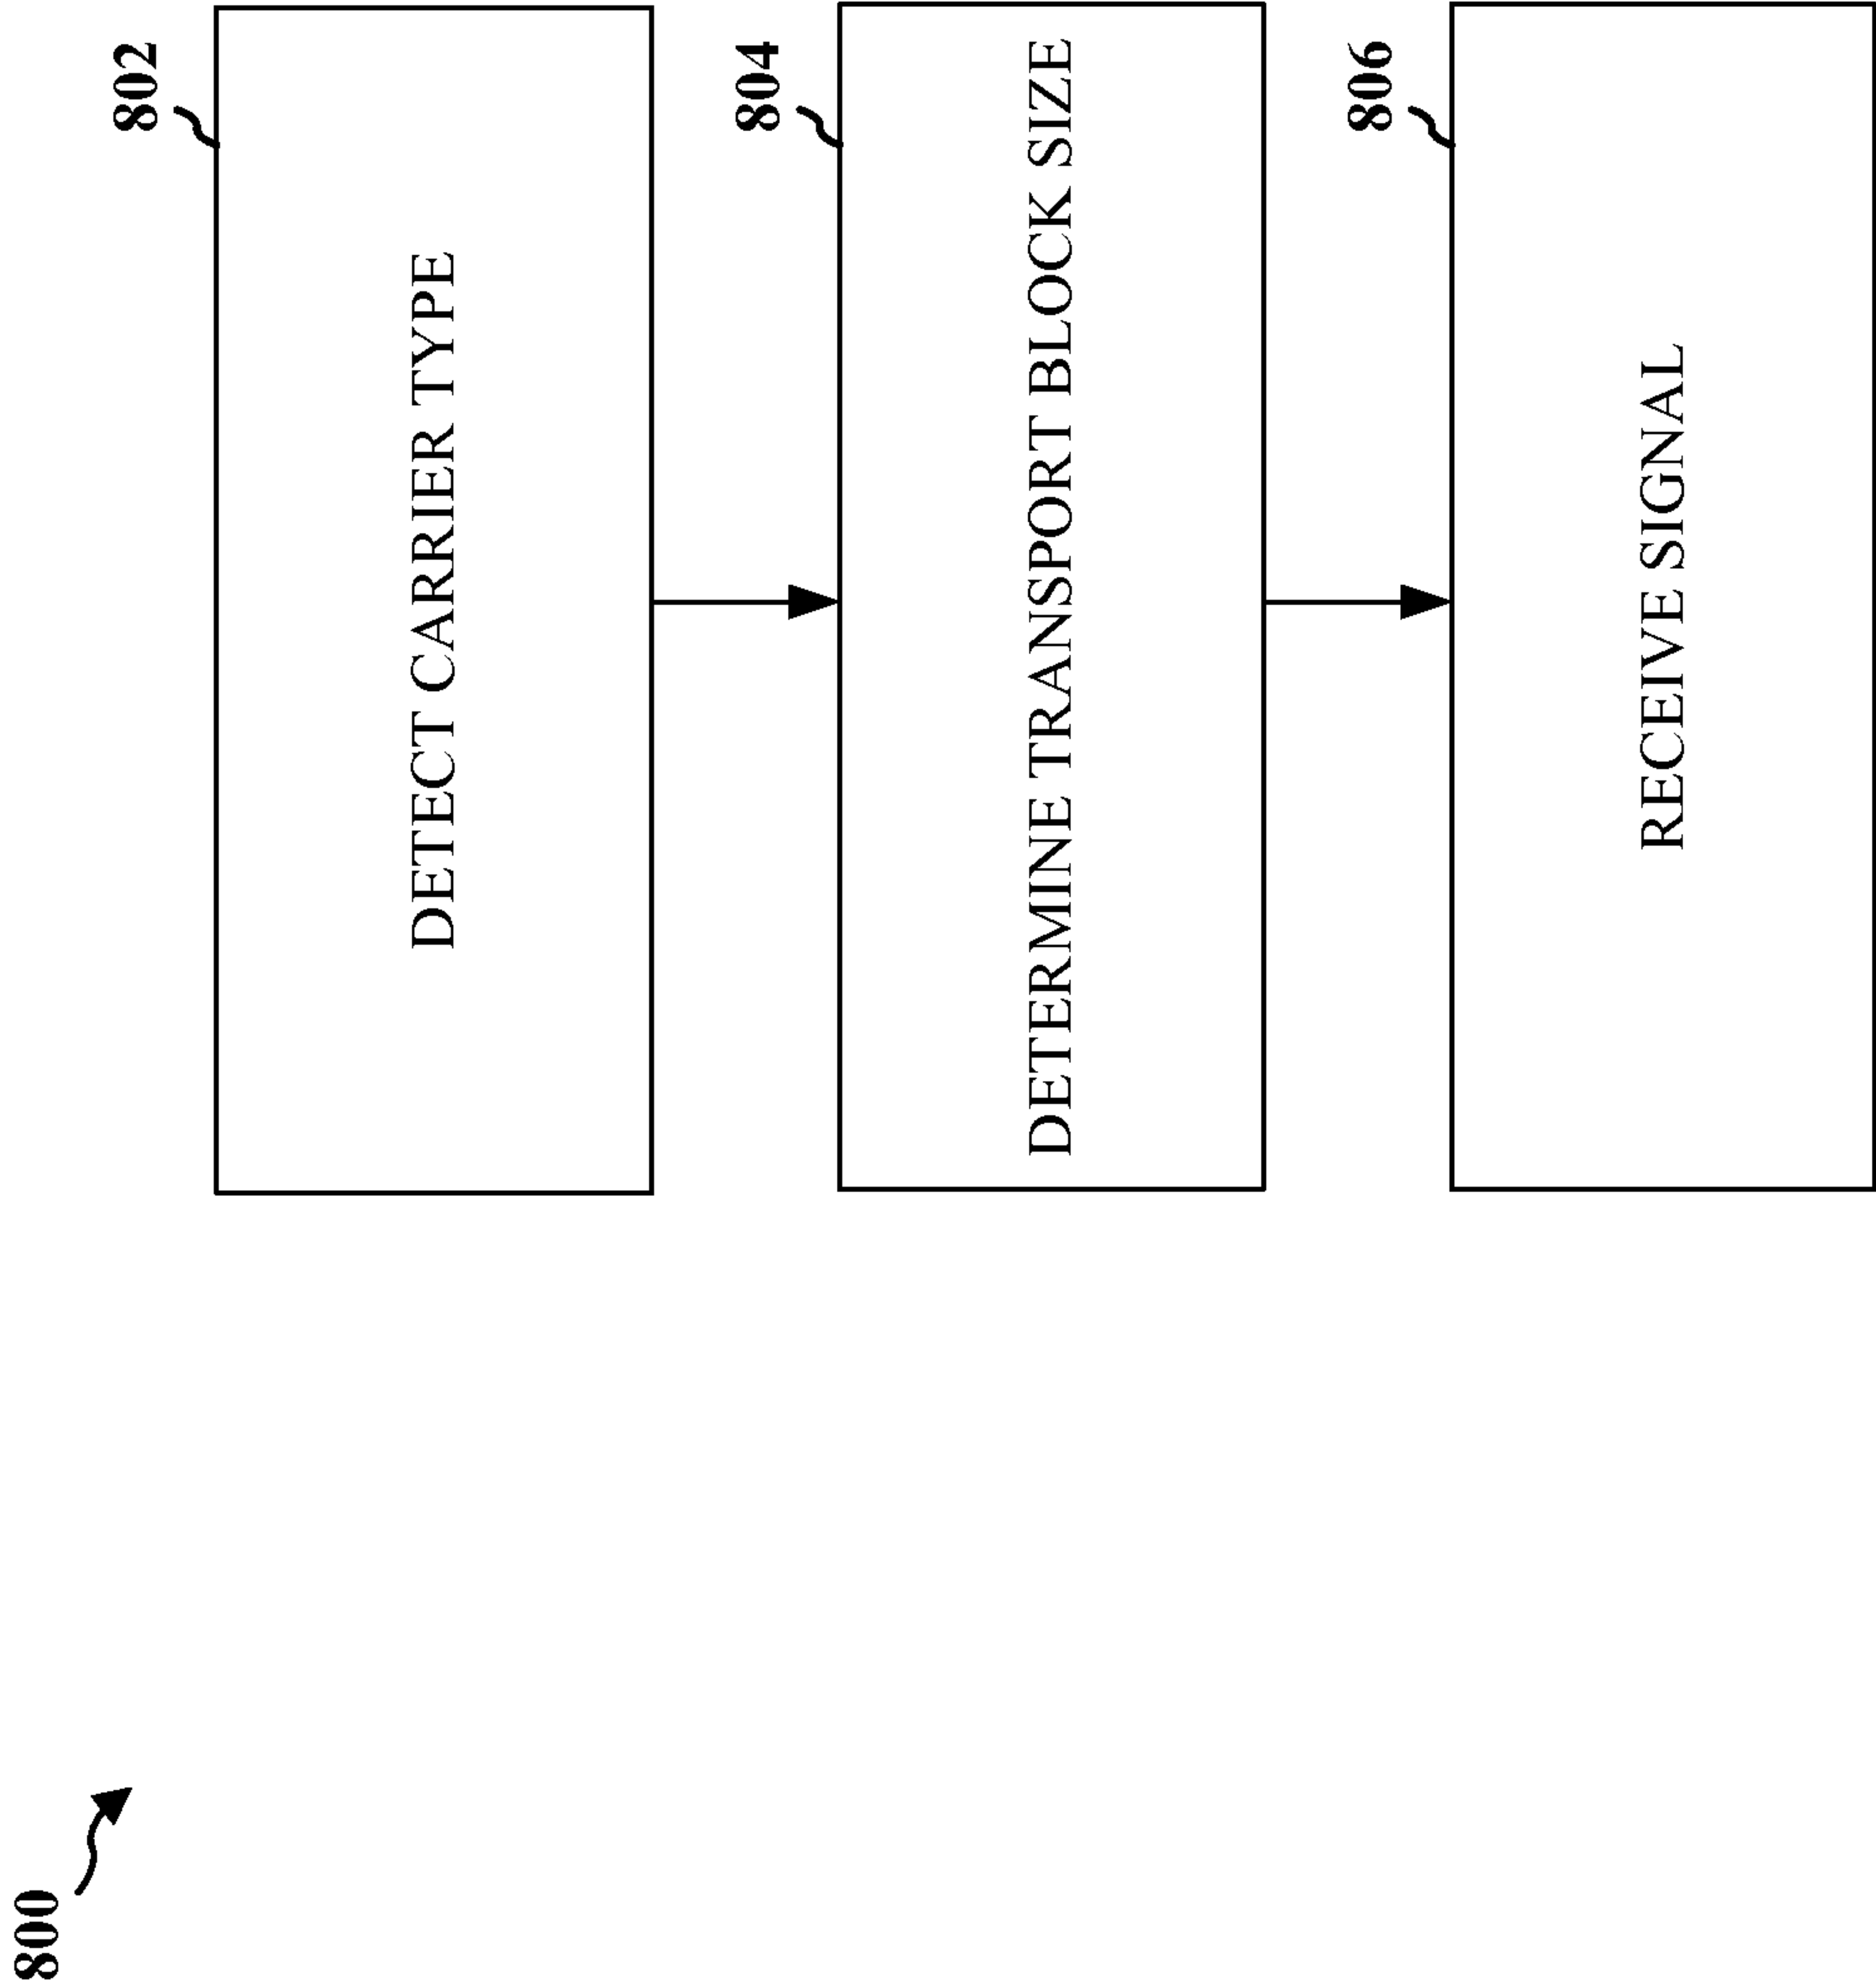 800
802
DETECT CARRIER TYPE
804
DETERMINE TRANSPORT BLOCK SIZE
806
RECEIVE SIGNAL